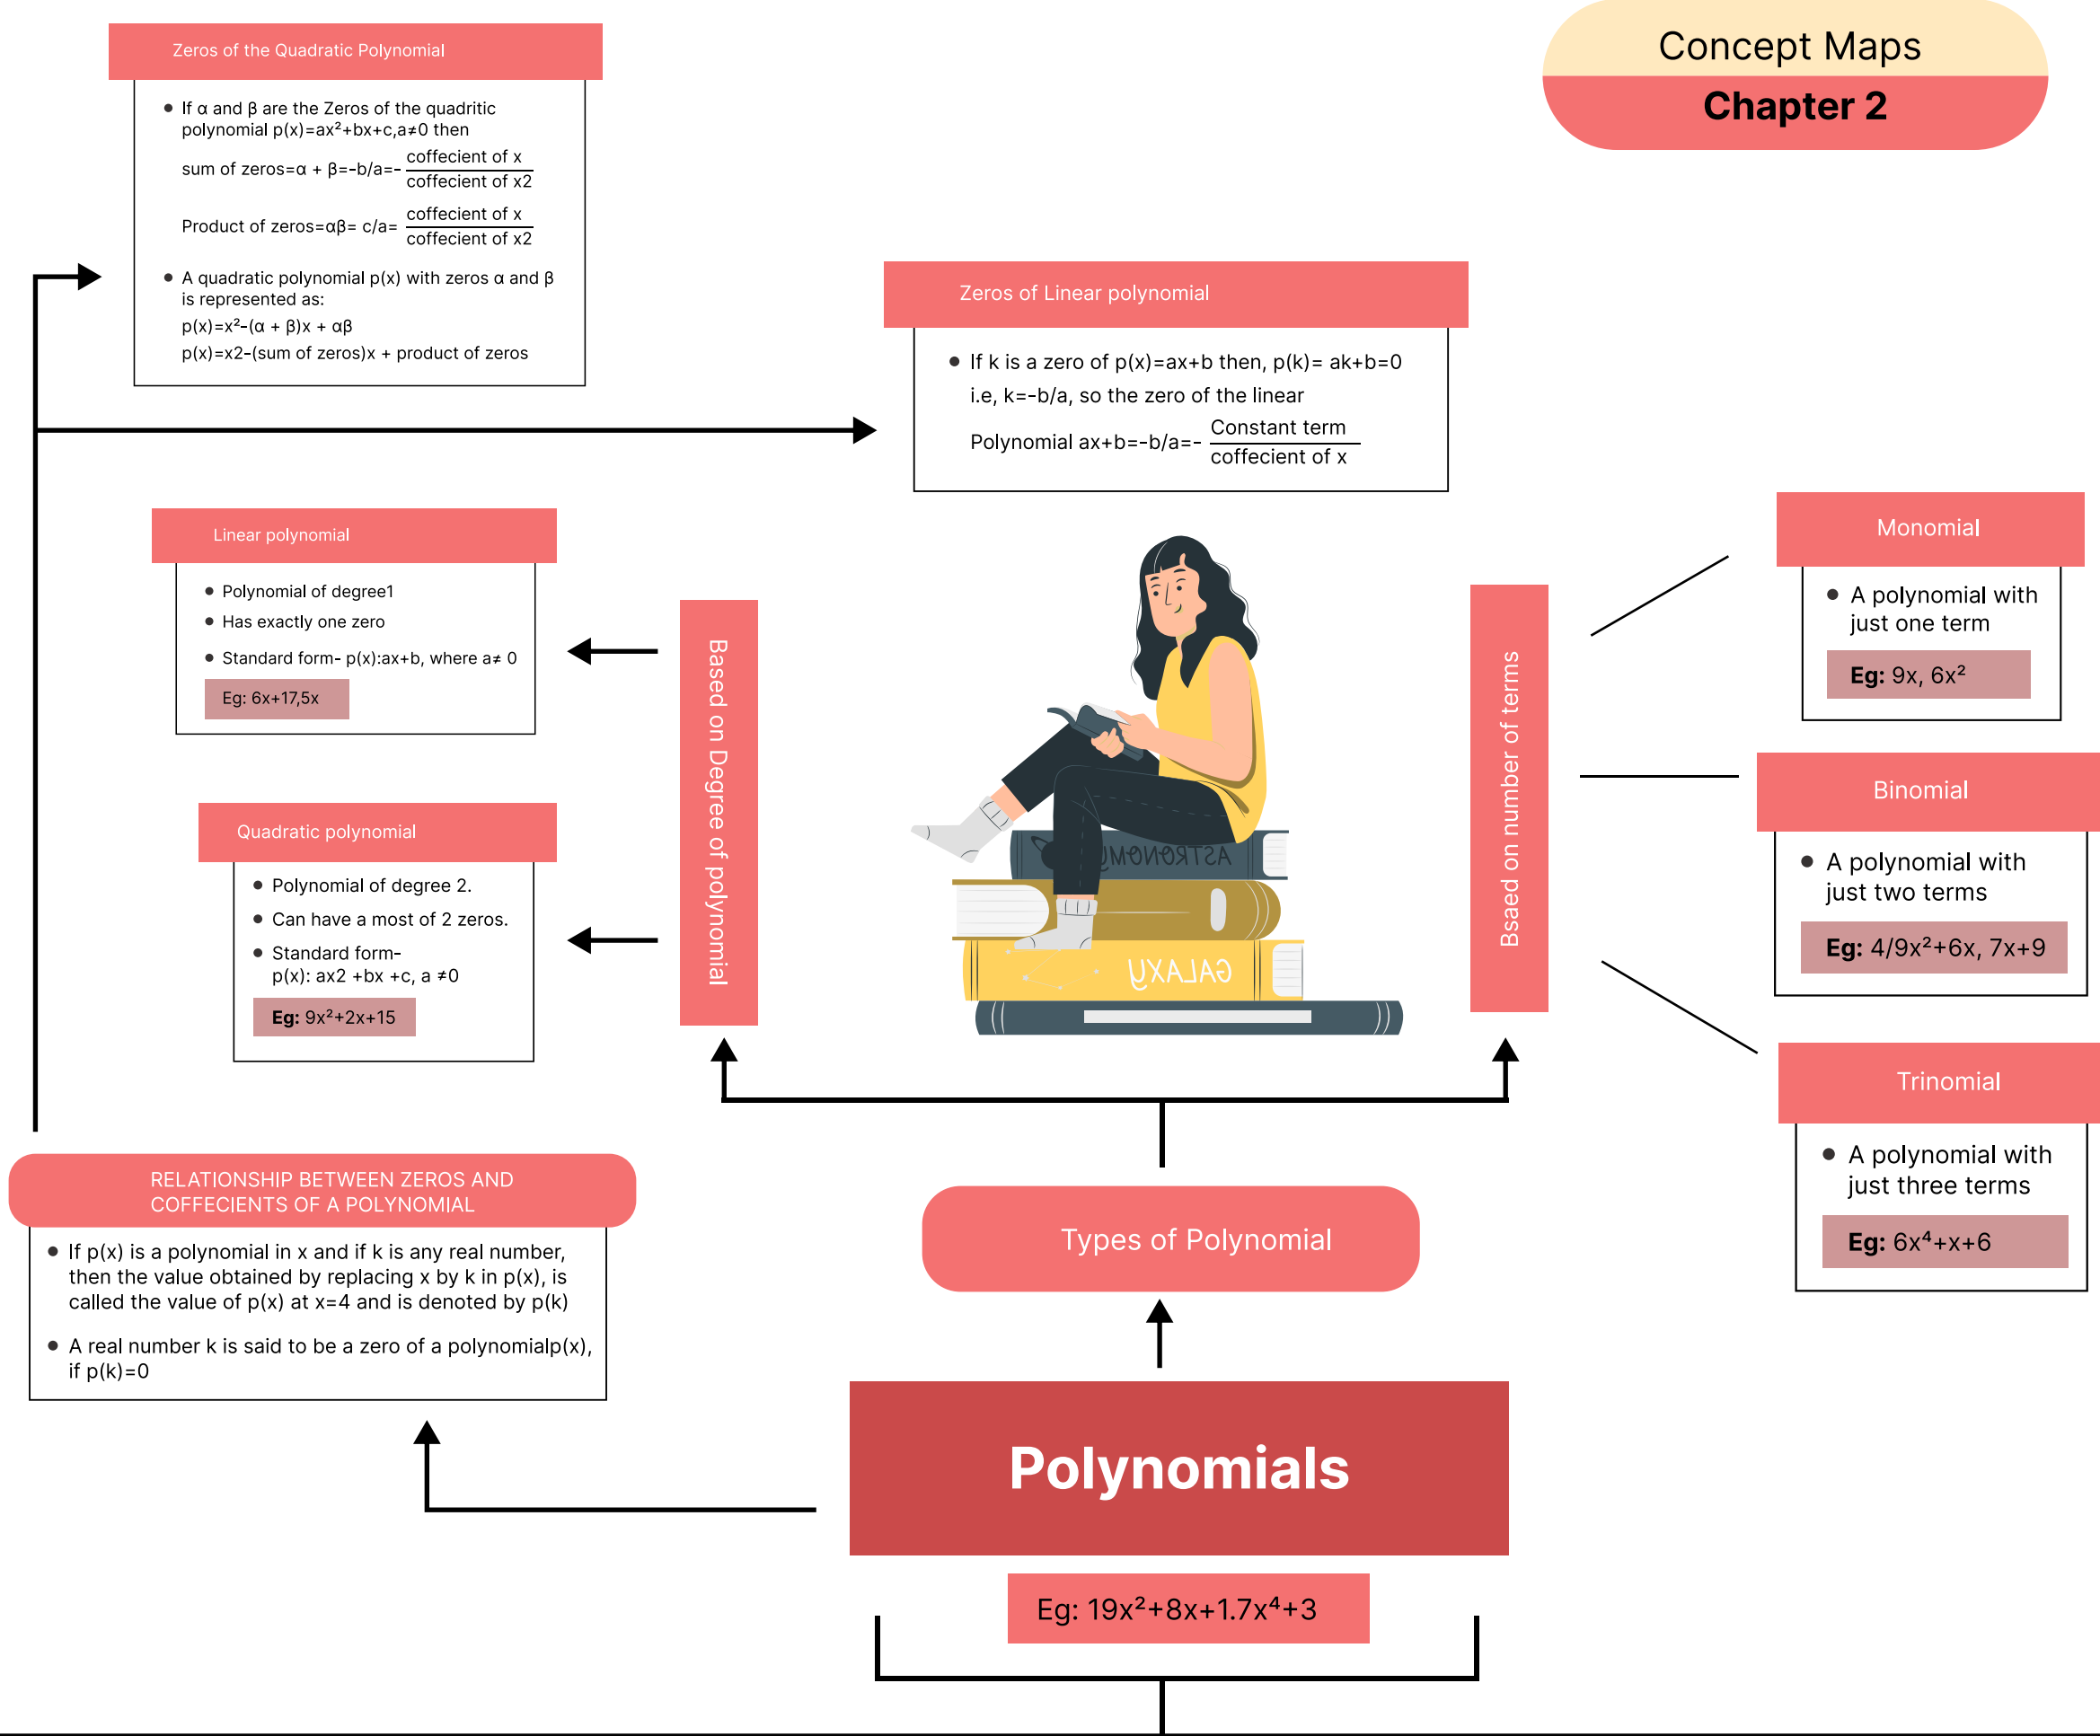 Concept Maps
Chapter 2
Zeros of the Quadratic Polynomial
If α and β are the Zeros of the quadritic
polynomial p(x)=ax²+bx+c,a≠0 then
sum of zeros=α + β=-b/a=- coffecient of x
coffecient of x2
Product of zeros=αβ= c/a= coffecient of x
coffecient of x2
A quadratic polynomial p(x) with zeros α and β
is represented as:
p(x)=x²-(α + β)x + αβ
p(x)=x2-(sum of zeros)x + product of zeros
Zeros of Linear polynomial
If k is a zero of p(x)=ax+b then, p(k)= ak+b=0
i.e, k=-b/a, so the zero of the linear
Polynomial ax+b=-b/a=- Constant term
coffecient of x
Linear polynomial
Polynomial of degree1
Has exactly one zero
Standard form- p(x):ax+b, where a≠ 0
Eg: 6x+17,5x
Quadratic polynomial
Polynomial of degree 2.
Can have a most of 2 zeros.
Standard form-
p(x): ax2 +bx +c, a ≠0
Eg: 9x²+2x+15
Based on Degree of polynomial
ASTRONOMY
GALAXY
Bsaed on number of terms
Monomial
A polynomial with
just one term
Eg: 9x, 6x²
Binomial
A polynomial with
just two terms
Eg: 4/9x²+6x, 7x+9
Trinomial
A polynomial with
just three terms
Eg: 6x⁴+x+6
RELATIONSHIP BETWEEN ZEROS AND
COFFECIENTS OF A POLYNOMIAL
If p(x) is a polynomial in x and if k is any real number,
then the value obtained by replacing x by k in p(x), is
called the value of p(x) at x=4 and is denoted by p(k)
A real number k is said to be a zero of a polynomialp(x),
if p(k)=0
Types of Polynomial
Polynomials
Eg: 19x²+8x+1.7x⁴+3